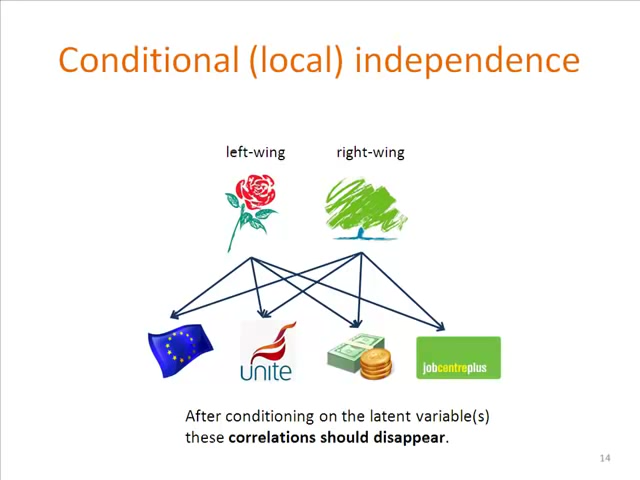 Conditional (local) independence
left-wing right-wing
unite
jobcentreplus
After conditioning on the latent variable(s)
these correlations should disappear.
14